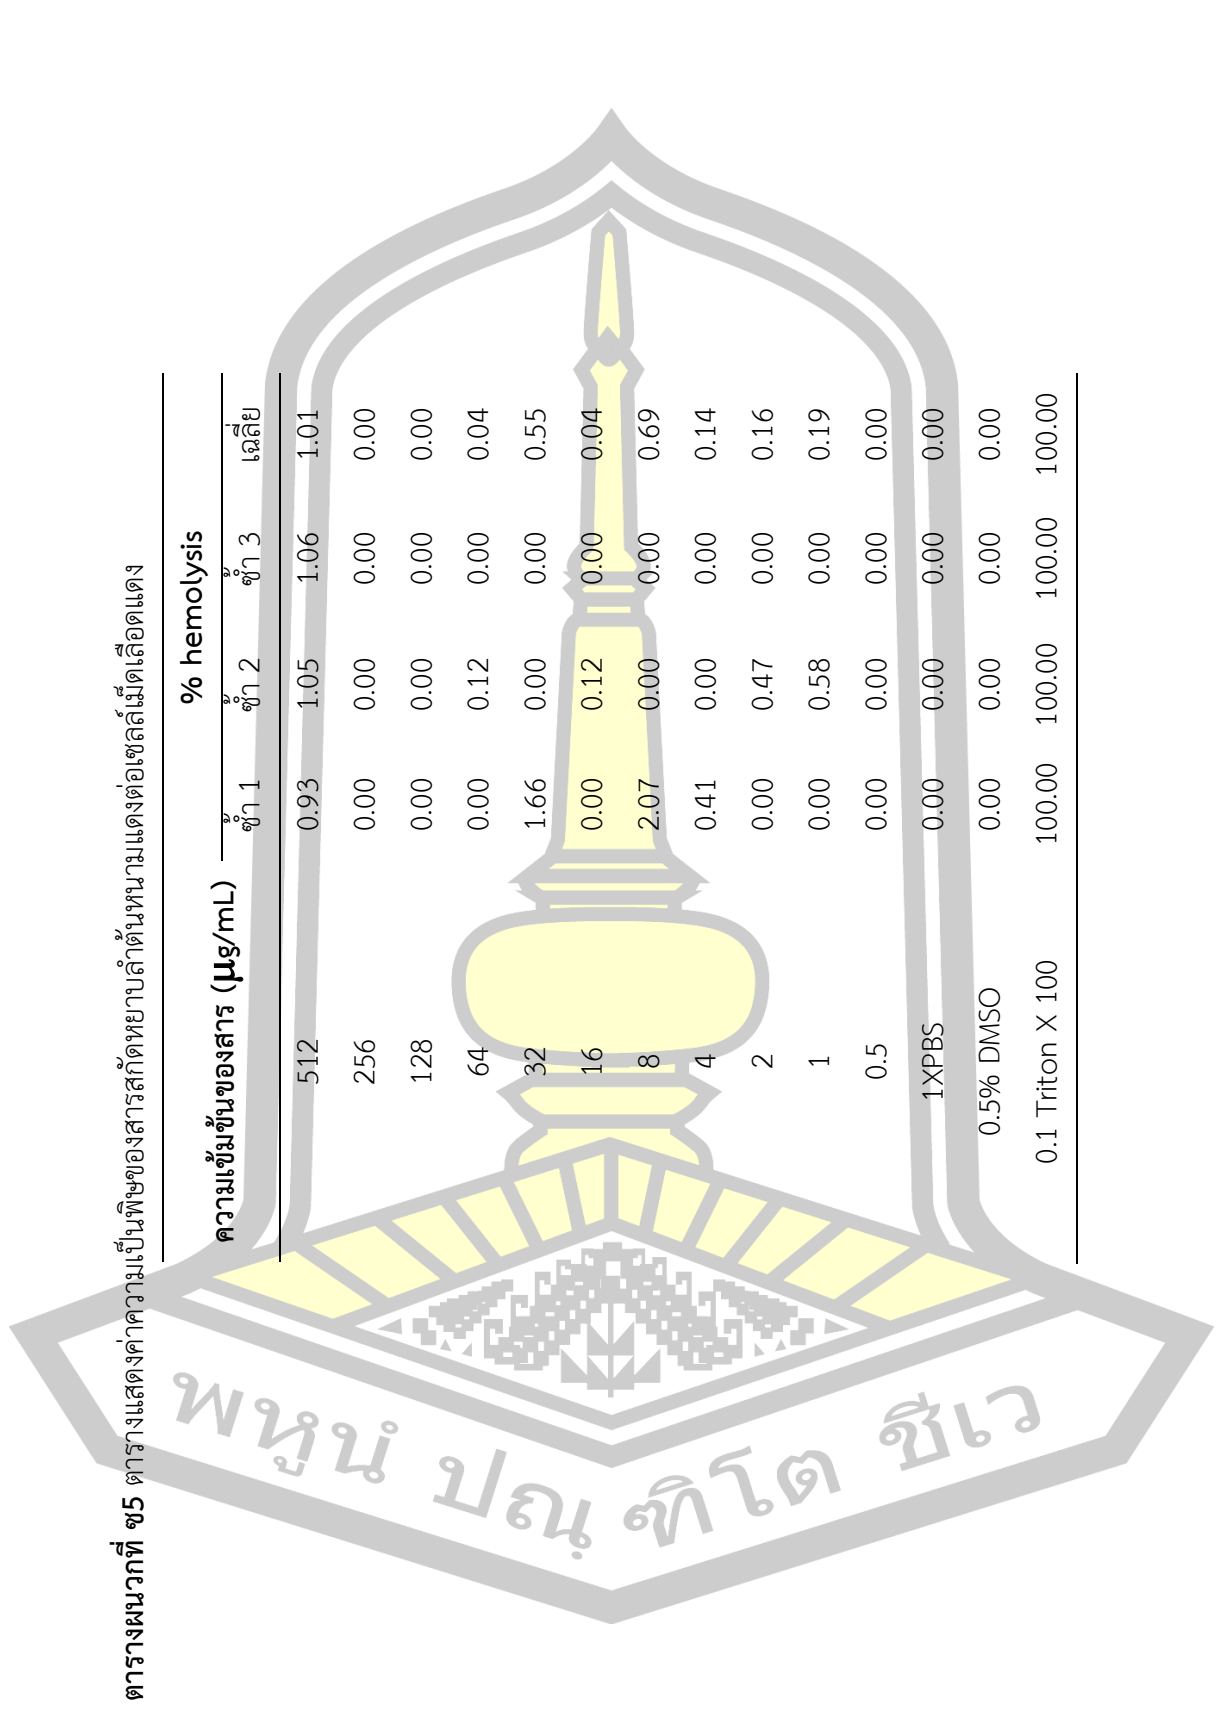 ตารางผนวกที่ ซ5 ตารางแสดงค่าความเป็นพิษของสารสกัดหยาบลำต้นหนามแดงต่อเซลล์เม็ดเลือดแดง
% hemolysis
ความเข้มข้นของสาร (µg/mL)
ซ้ำ 1 ซ้ำ 2 ซ้ำ 3 เฉลี่ย
512 0.93 1.05 1.06 1.01
256 0.00 0.00 0.00 0.00
128 0.00 0.00 0.00 0.00
64 0.00 0.12 0.00 0.04
32 1.66 0.00 0.00 0.55
16 0.00 0.12 0.00 0.04
8 2.07 0.00 0.00 0.69
4 0.41 0.00 0.00 0.14
2 0.00 0.47 0.00 0.16
1 0.00 0.58 0.00 0.19
0.5 0.00 0.00 0.00 0.00
1XPBS 0.00 0.00 0.00 0.00
0.5% DMSO 0.00 0.00 0.00 0.00
0.1 Triton X 100 100.00 100.00 100.00 100.00
พหูนํ ปณฺ ฑิโต ชีเว